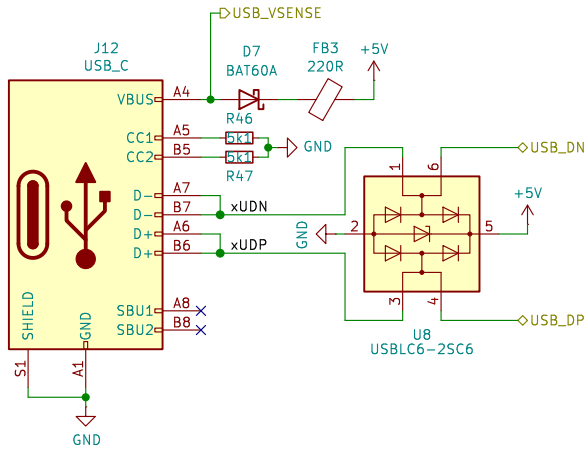 USB_VSENSE
J12
USB_C
D7
BAT60A
FB3
220R
+5V
VBUS
A4
R46
CC1
A5
5k1
GND
CC2
B5
5k1
R47
D-
A7
D-
B7
xUDN
D+
A6
D+
B6
xUDP
SBU1
A8
SBU2
B8
SHIELD
GND
S1
A1
GND
1
6
USB_DN
+5V
GND
2
5
3
4
USB_DP
U8
USBLC6-2SC6